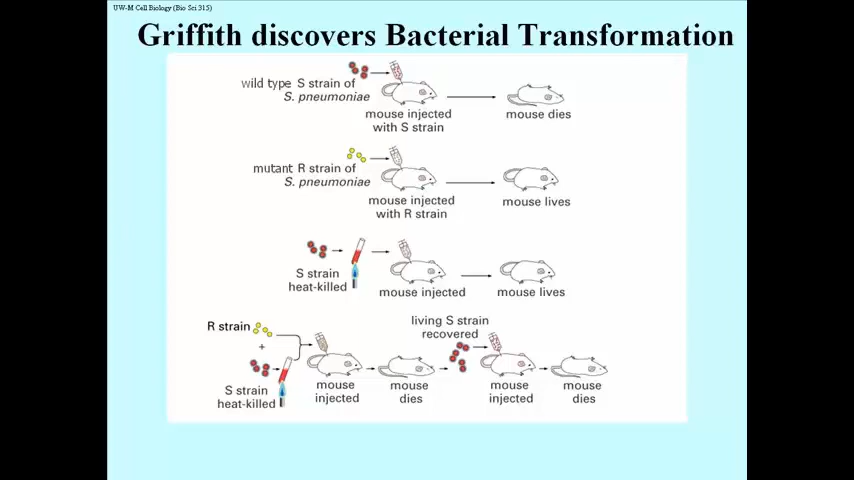 UW-M Cell Biology (Bio Sci 315)
Griffith discovers Bacterial Transformation
wild type S strain of
S. pneumoniae
mouse injected
with S strain
mouse dies
mutant R strain of
S. pneumoniae
mouse injected
with R strain
mouse lives
S strain
heat-killed
mouse injected
mouse lives
R strain
+
S strain
heat-killed
mouse
injected
mouse
dies
living S strain
recovered
mouse
injected
mouse
dies